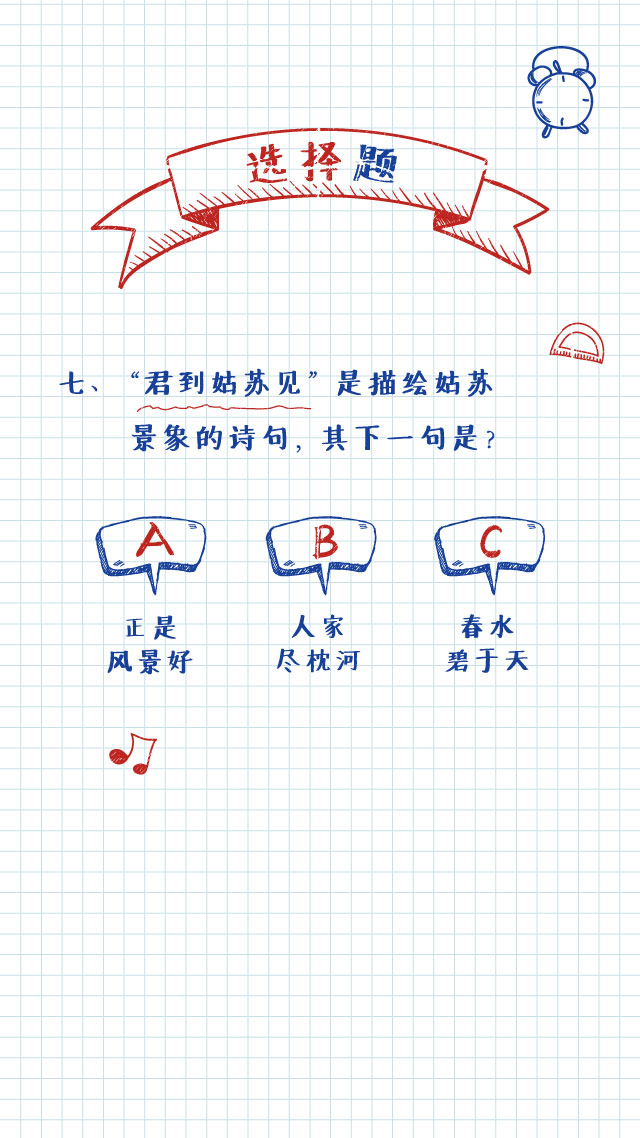 选择题
七、“君到姑苏见”是描绘姑苏
景象的诗句，其下一句是？
A B C
正是 人家 春水
风景好 尽枕河 碧于天